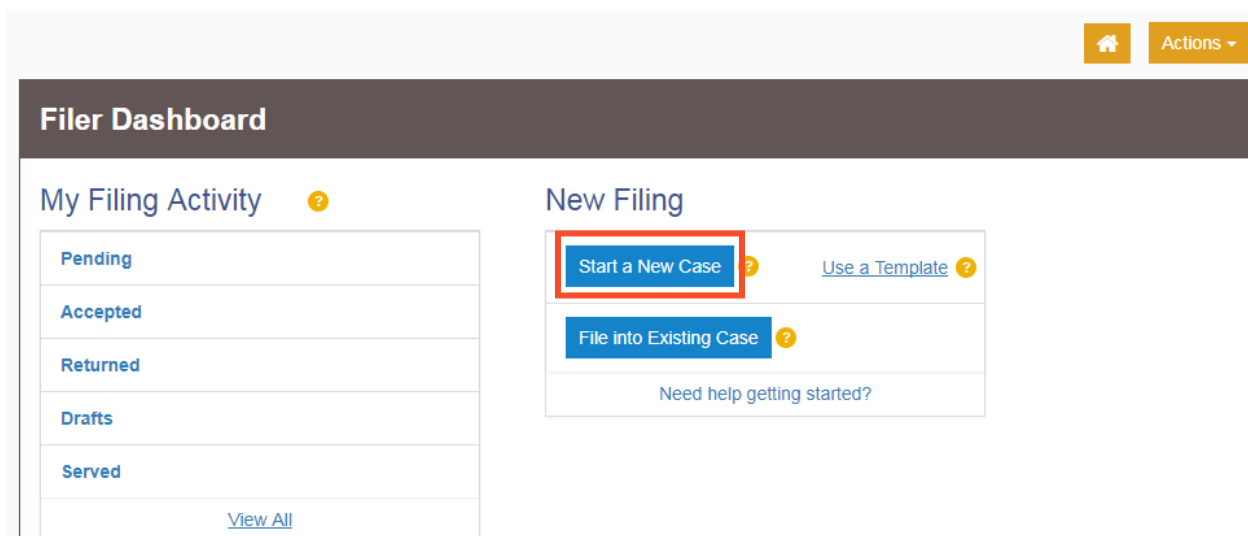 Actions
Filer Dashboard
My Filing Activity ?
Pending
Accepted
Returned
Drafts
Served
View All
New Filing
Start a New Case ? Use a Template ?
File into Existing Case ?
Need help getting started?